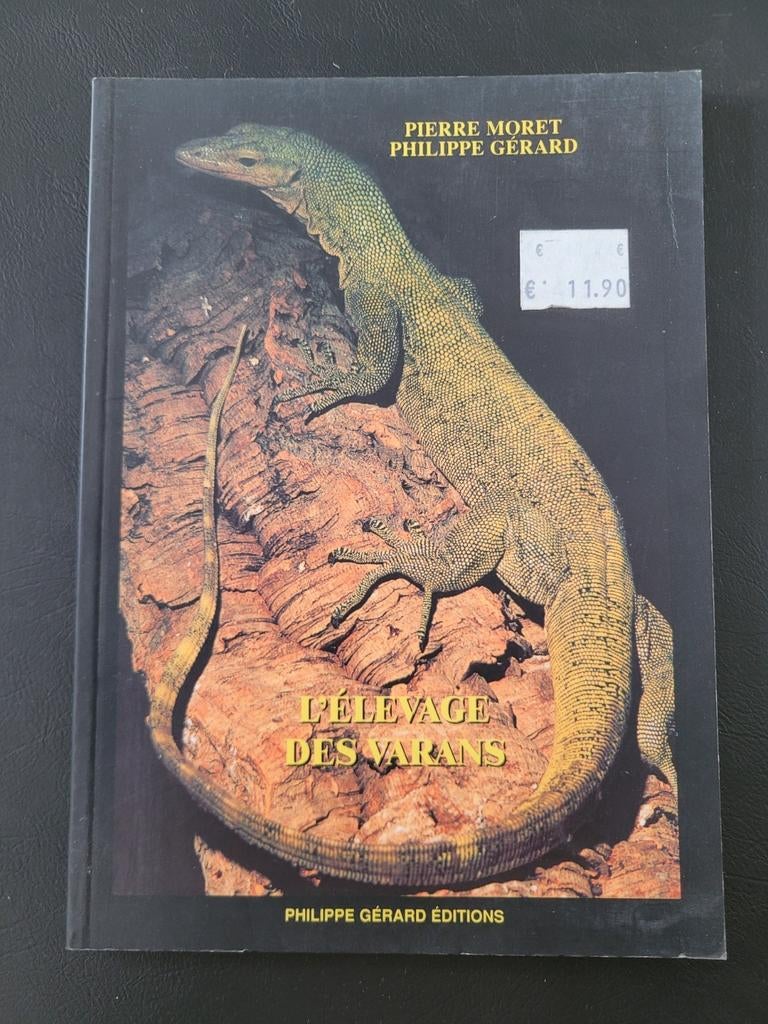 PIERRE MORET
PHILIPPE GÉRARD
€ €
€ 11.90
L'ÉLEVAGE
DES VARANS
PHILIPPE GÉRARD ÉDITIONS